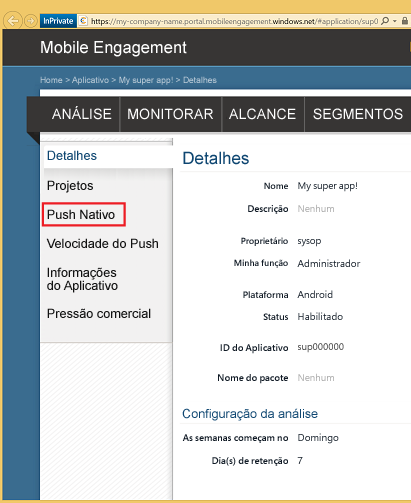 InPrivate https://my-company-name.portal.mobileengagement.windows.net/#application/sup0
Mobile Engagement
Home > Aplicativo > My super app! > Detalhes
ANÁLISE MONITORAR ALCANCE SEGMENTOS
Detalhes
Projetos
Push Nativo
Velocidade do Push
Informações
do Aplicativo
Pressão comercial
Detalhes
Nome My super app!
Descrição Nenhum
Proprietário sysop
Minha função Administrador
Plataforma Android
Status Habilitado
ID do Aplicativo sup000000
Nome do pacote Nenhum
Configuração da análise
As semanas começam no Domingo
Dia(s) de retenção 7